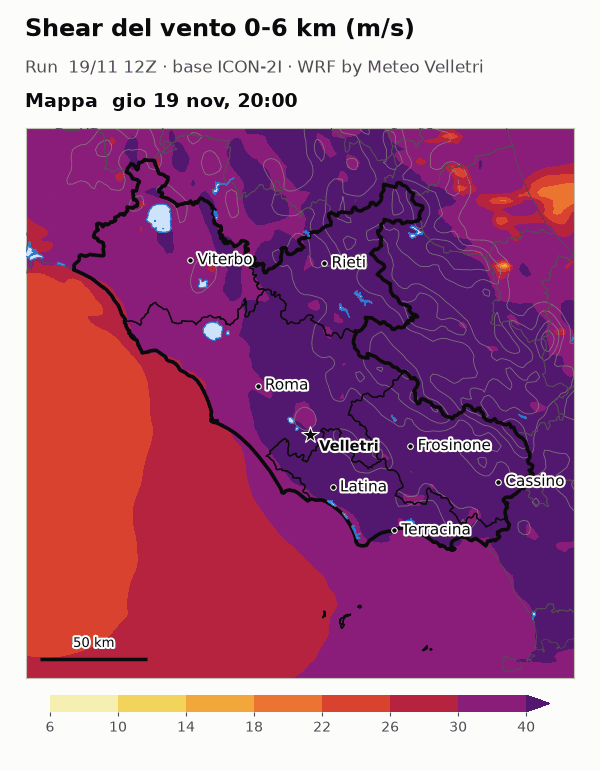 Shear del vento 0-6 km (m/s)
Run  19/11 12Z · base ICON-2I · WRF by Meteo Velletri
Mappa  gio 19 nov, 20:00
Viterbo
Rieti
Roma
Velletri
Frosinone
Latina
Cassino
Terracina
50 km
6 10 14 18 22 26 30 40